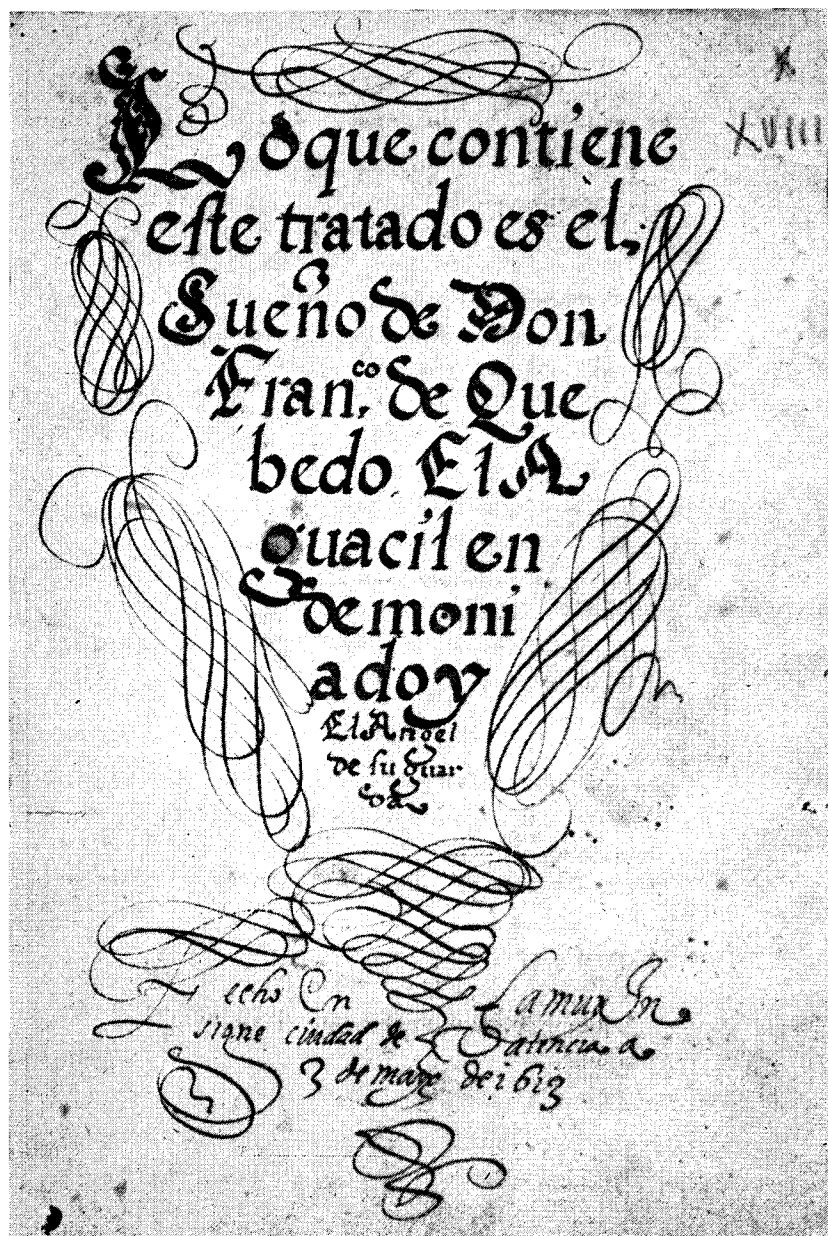 X
XVIII
Lo que contiene
este tratado es el,
Sueño de Don
Fran.co de Que
bedo El A
guacil en
demoni
ado y
El Angel
de su guar
da
Fecho En La muy In
signe ciudad de Valencia a
3 de mayo de 1613